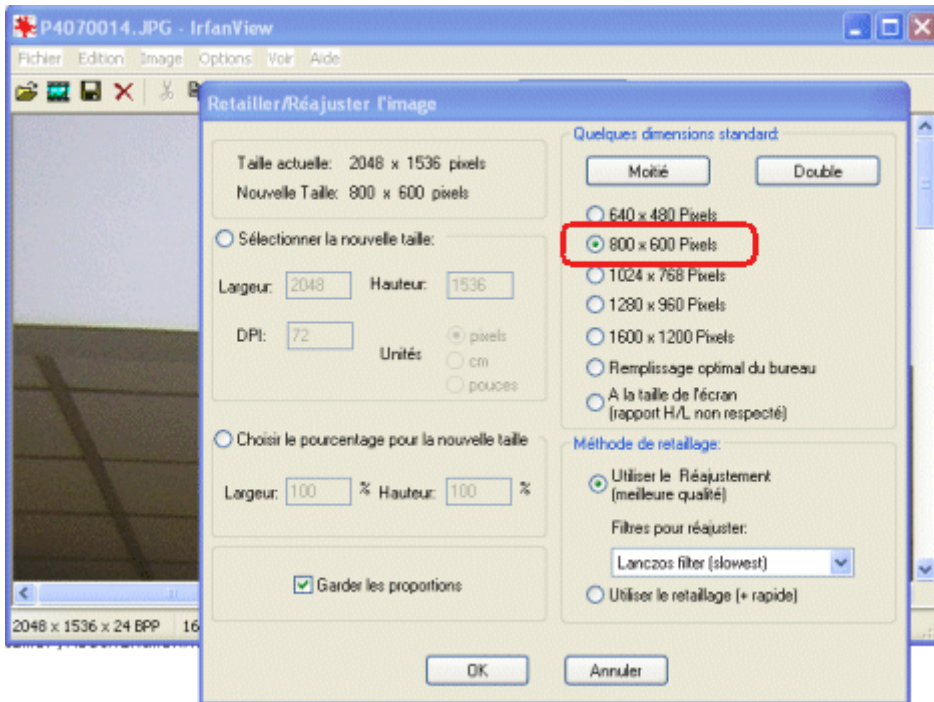 P4070014.JPG - IrfanView
Fichier Edition Image Options Voir Aide
Retailler/Réajuster l'image
Taille actuelle: 2048 x 1536 pixels
Nouvelle Taille: 800 x 600 pixels
Sélectionner la nouvelle taille:
Largeur: 2048 Hauteur: 1536
DPI: 72
Unités
pixels
cm
pouces
Choisir le pourcentage pour la nouvelle taille
Largeur: 100 % Hauteur: 100 %
Garder les proportions
Quelques dimensions standard:
Moitié Double
640 x 480 Pixels
800 x 600 Pixels
1024 x 768 Pixels
1280 x 960 Pixels
1600 x 1200 Pixels
Remplissage optimal du bureau
A la taille de l'écran
(rapport H/L non respecté)
Méthode de retaillage:
Utiliser le Réajustement
(meilleure qualité)
Filtres pour réajuster:
Lanczos filter (slowest)
Utiliser le retaillage (+ rapide)
OK Annuler
2048 x 1536 x 24 BPP 16